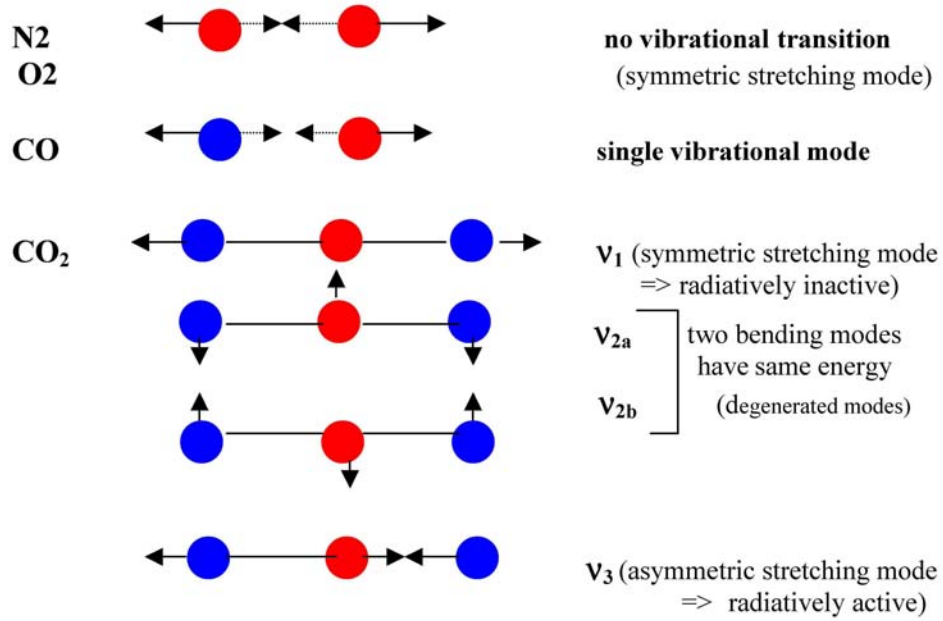 N2 no vibrational transition
O2 (symmetric stretching mode)
CO single vibrational mode
CO₂ ν₁ (symmetric stretching mode
=> radiatively inactive)
ν₂ₐ two bending modes
have same energy
ν2b (degenerated modes)
ν₃ (asymmetric stretching mode
=> radiatively active)